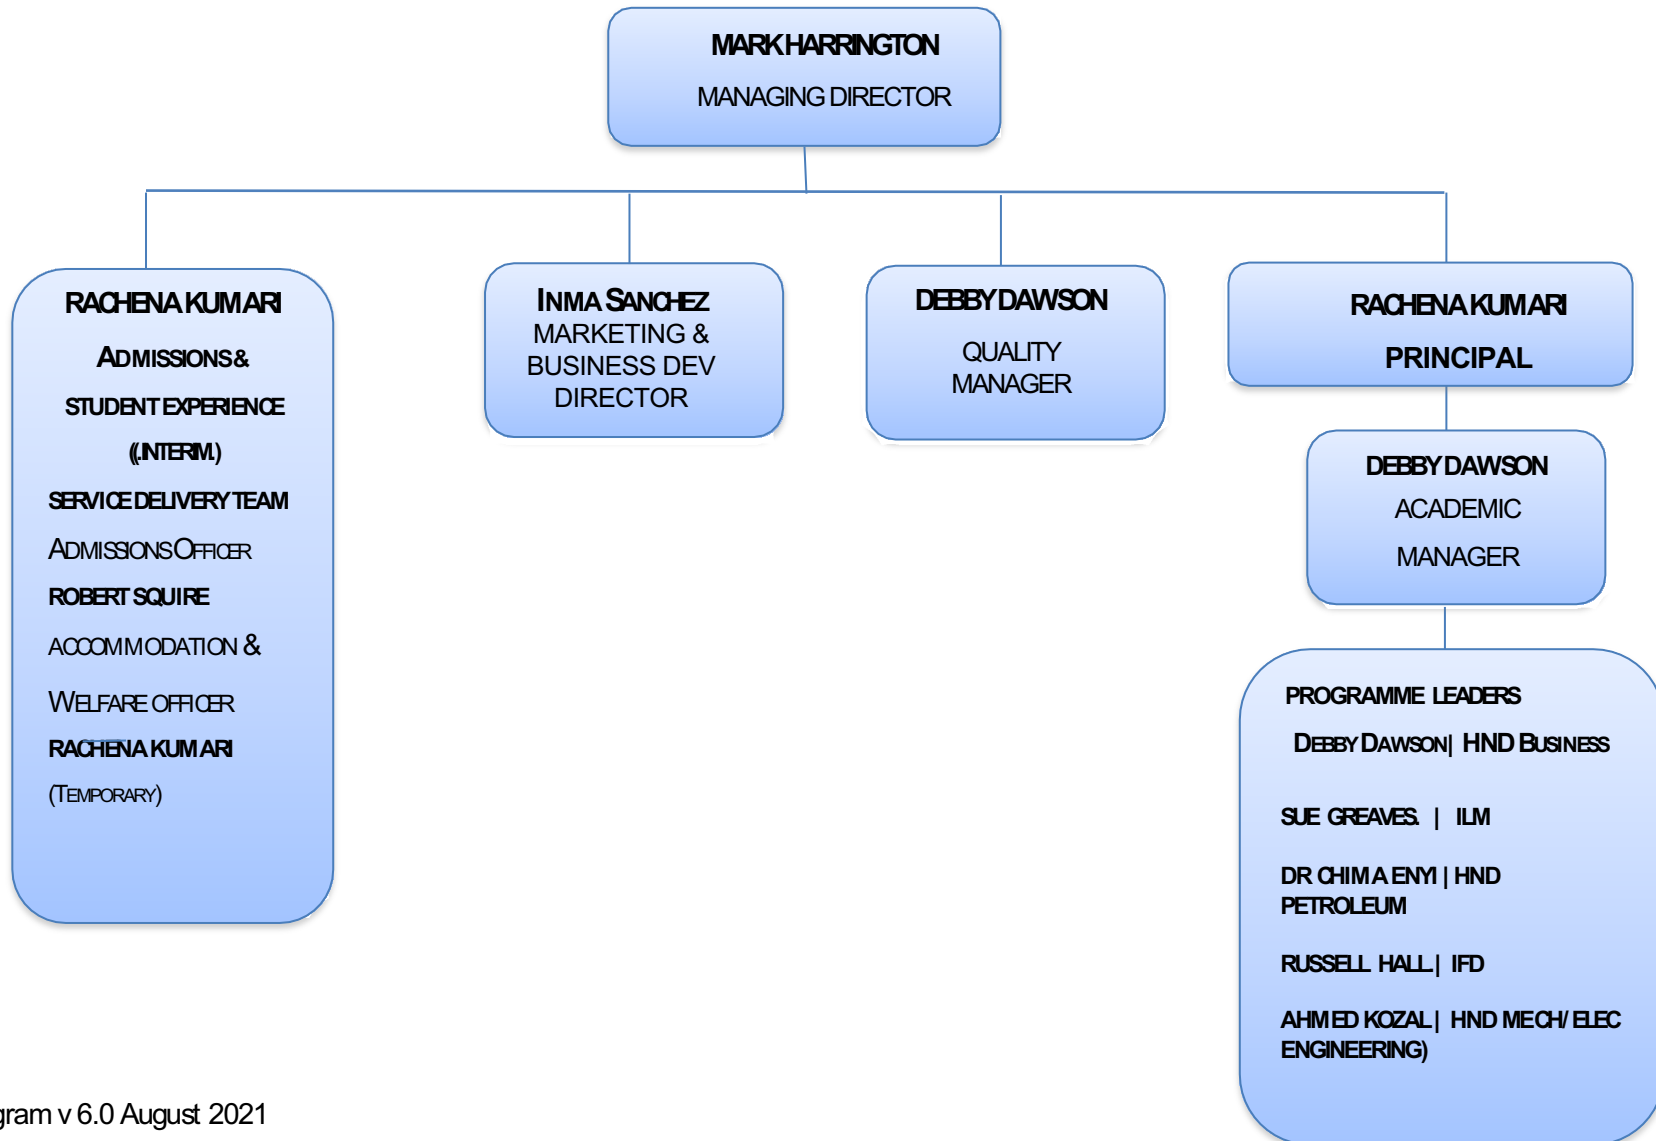 MARK HARRINGTON
MANAGING DIRECTOR
RACHENA KUMARI
ADMISSIONS &
STUDENT EXPERIENCE
((.INTERIM.)
SERVICE DELIVERY TEAM
ADMISSIONS OFFICER
ROBERT SQUIRE
ACCOMMODATION &
WELFARE OFFICER
RACHENA KUMARI
(TEMPORARY)
INMA SANCHEZ
MARKETING &
BUSINESS DEV
DIRECTOR
DEBBY DAWSON
QUALITY
MANAGER
RACHENA KUMARI
PRINCIPAL
DEBBY DAWSON
ACADEMIC
MANAGER
PROGRAMME LEADERS
DEBBY DAWSON | HND BUSINESS
SUE GREAVES. | ILM
DR CHIMA ENYI | HND
PETROLEUM
RUSSELL HALL | IFD
AHMED KOZAL | HND MECH/ ELEC
ENGINEERING)
gram v 6.0 August 2021